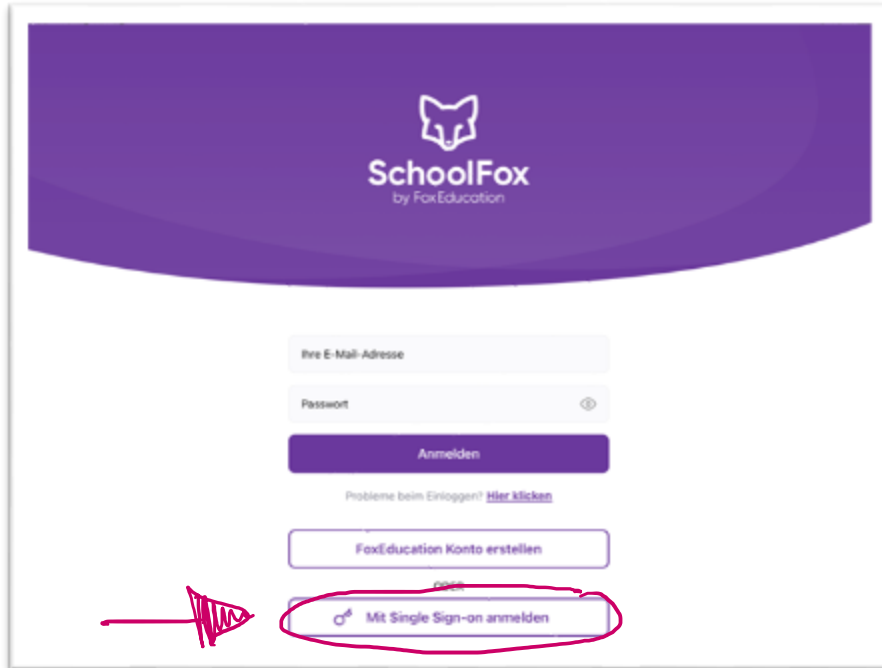 SchoolFox
by FoxEducation
Ihre E-Mail-Adresse
Passwort
Anmelden
Probleme beim Einloggen? Hier klicken
FoxEducation Konto erstellen
ODER
Mit Single Sign-on anmelden